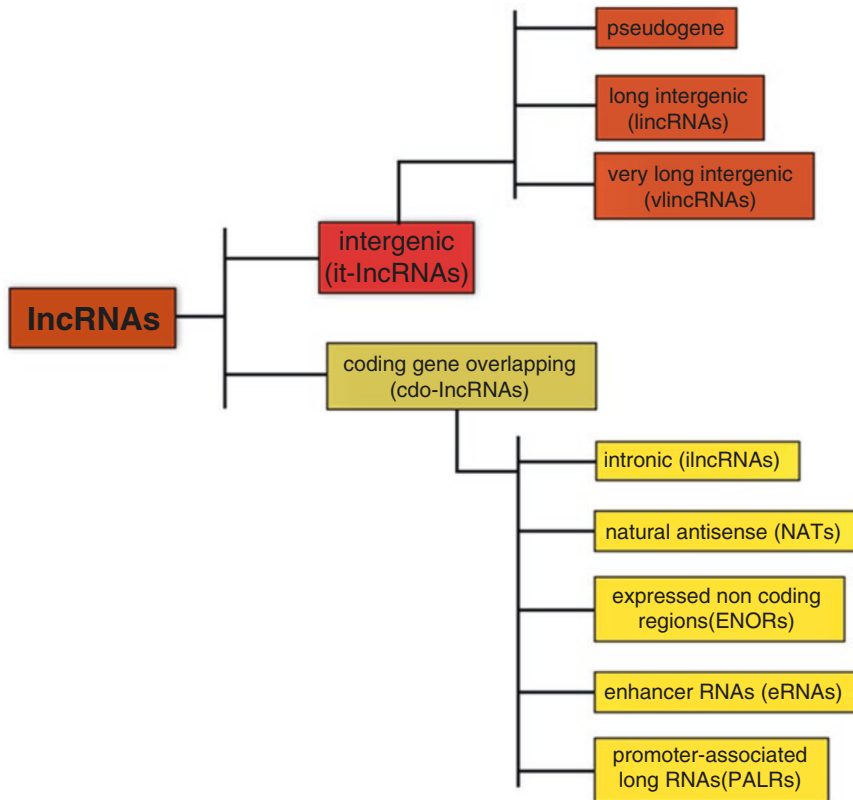 pseudogene
long intergenic
(lincRNAs)
very long intergenic
(vlincRNAs)
intergenic
(it-lncRNAs)
lncRNAs
coding gene overlapping
(cdo-lncRNAs)
intronic (ilncRNAs)
natural antisense (NATs)
expressed non coding
regions(ENORs)
enhancer RNAs (eRNAs)
promoter-associated
long RNAs(PALRs)